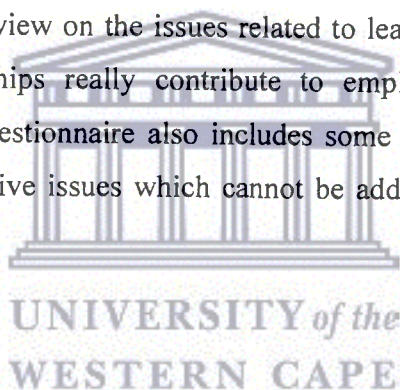 view on the issues related to lea
hips really contribute to empl
estionnaire also includes some
ive issues which cannot be add
UNIVERSITY of the
WESTERN CAPE